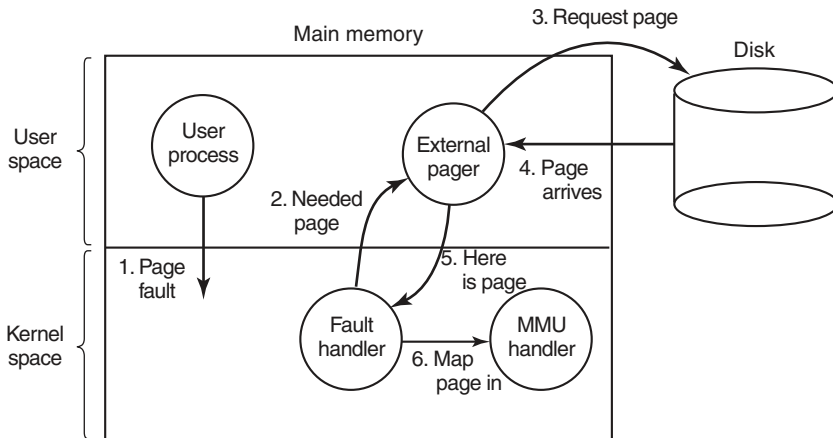 3. Request page
Main memory
Disk
User
space
User
process
External
pager
4. Page
arrives
2. Needed
page
1. Page
fault
5. Here
is page
Kernel
space
Fault
handler
MMU
handler
6. Map
page in